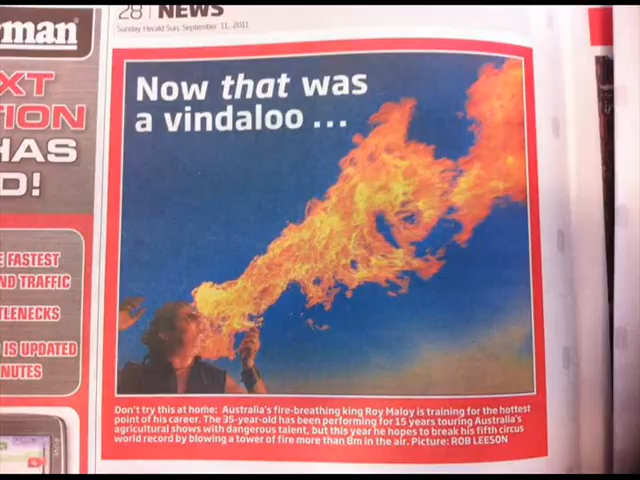 28 | NEWS
Sunday Herald Sun, September 11, 2011
man
XT
TION
HAS
D!
E FASTEST
ND TRAFFIC
TLENECKS
IS UPDATED
NUTES
Now that was
a vindaloo ...
Don't try this at home: Australia's fire-breathing king Roy Maloy is training for the hottest
point of his career. The 35-year-old has been performing for 15 years touring Australia's
agricultural shows with dangerous talent, but this year he hopes to break his fifth circus
world record by blowing a tower of fire more than 8m in the air. Picture: ROB LEESON